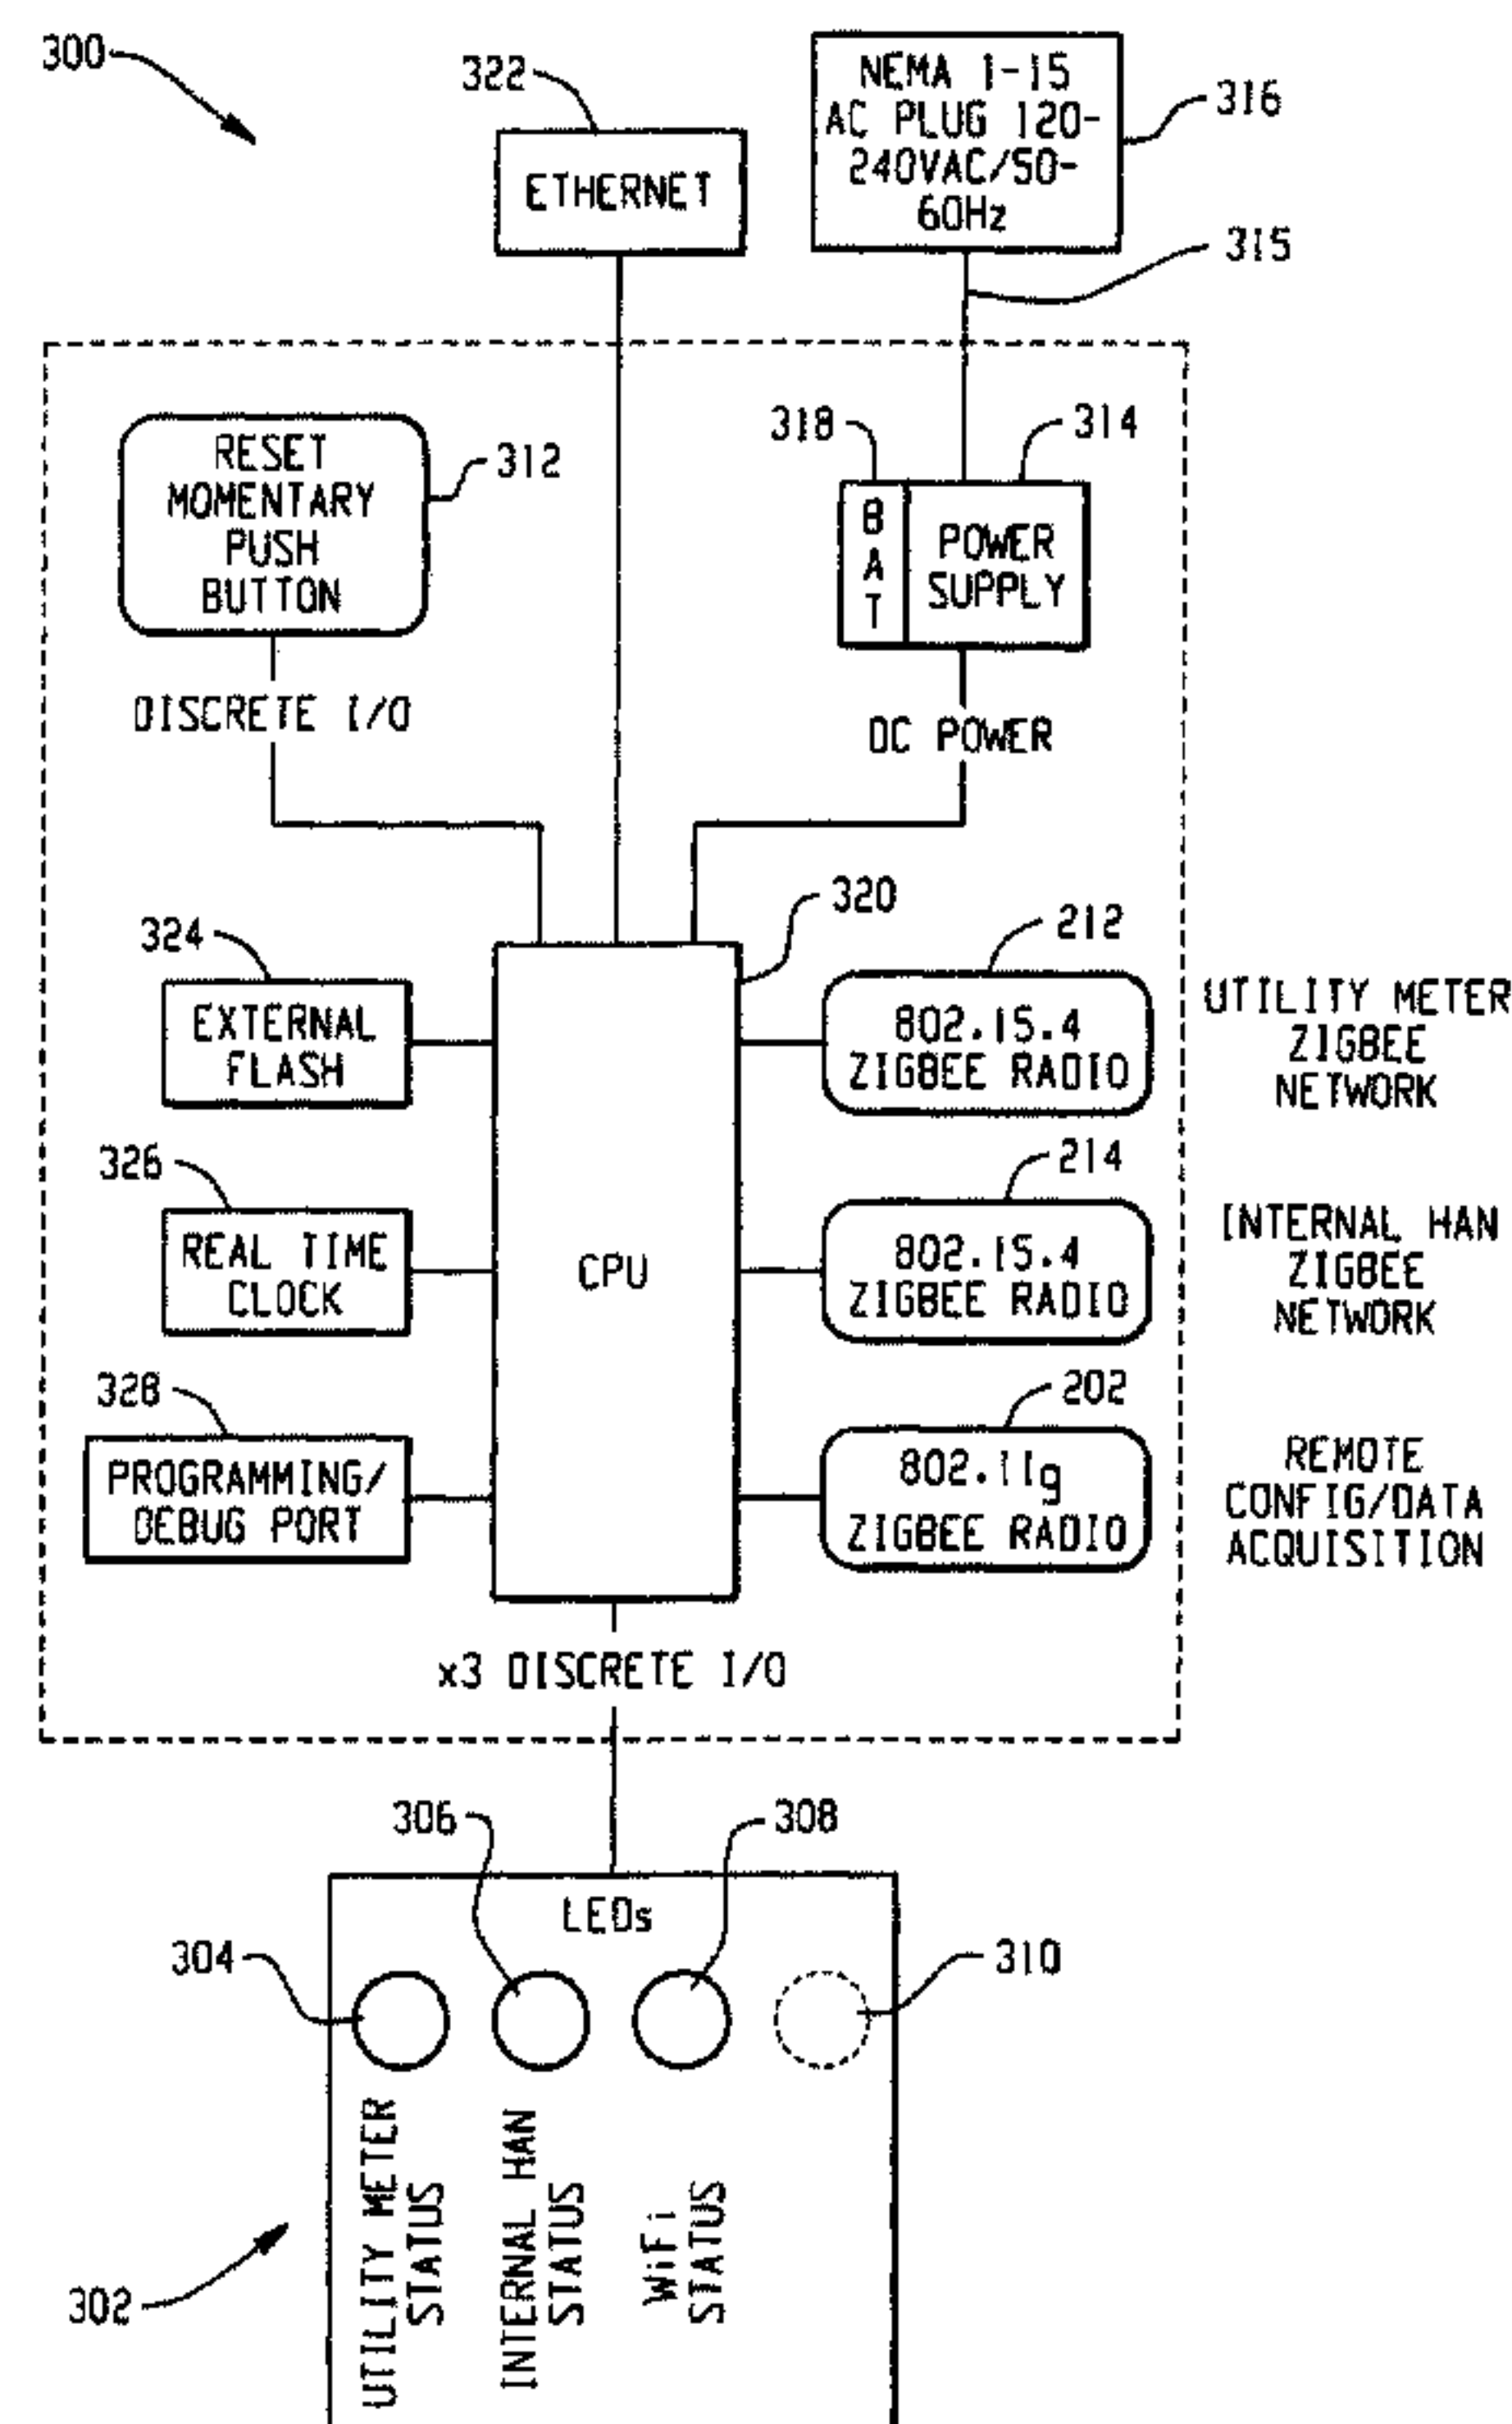 300
322
ETHERNET
NEMA 1-15
AC PLUG 120-
240VAC/50-
60Hz
316
315
RESET
MOMENTARY
PUSH
BUTTON
312
318
314
BAT
POWER
SUPPLY
DISCRETE I/O
DC POWER
320
324
EXTERNAL
FLASH
212
802.15.4
ZIGBEE RADIO
UTILITY METER
ZIGBEE
NETWORK
326
REAL TIME
CLOCK
CPU
214
802.15.4
ZIGBEE RADIO
INTERNAL HAN
ZIGBEE
NETWORK
328
PROGRAMMING/
DEBUG PORT
202
802.11g
ZIGBEE RADIO
REMOTE
CONFIG/DATA
ACQUISITION
x3 DISCRETE I/O
306
308
LEDs
304
310
UTILITY METER
STATUS
INTERNAL HAN
STATUS
WiFi
STATUS
302